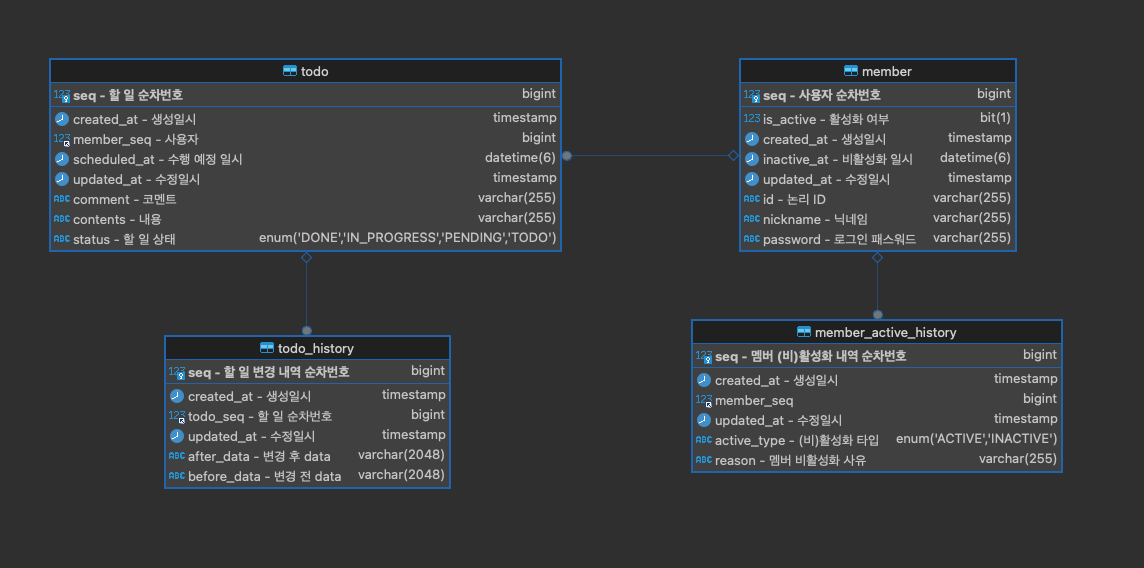 todo
123 seq - 할 일 순차번호 bigint
created_at - 생성일시 timestamp
123 member_seq - 사용자 bigint
scheduled_at - 수행 예정 일시 datetime(6)
updated_at - 수정일시 timestamp
ABC comment - 코멘트 varchar(255)
ABC contents - 내용 varchar(255)
ABC status - 할 일 상태 enum('DONE','IN_PROGRESS','PENDING','TODO')
member
123 seq - 사용자 순차번호 bigint
123 is_active - 활성화 여부 bit(1)
created_at - 생성일시 timestamp
inactive_at - 비활성화 일시 datetime(6)
updated_at - 수정일시 timestamp
ABC id - 논리 ID varchar(255)
ABC nickname - 닉네임 varchar(255)
ABC password - 로그인 패스워드 varchar(255)
todo_history
123 seq - 할 일 변경 내역 순차번호 bigint
created_at - 생성일시 timestamp
123 todo_seq - 할 일 순차번호 bigint
updated_at - 수정일시 timestamp
ABC after_data - 변경 후 data varchar(2048)
ABC before_data - 변경 전 data varchar(2048)
member_active_history
123 seq - 멤버 (비)활성화 내역 순차번호 bigint
created_at - 생성일시 timestamp
123 member_seq bigint
updated_at - 수정일시 timestamp
ABC active_type - (비)활성화 타입 enum('ACTIVE','INACTIVE')
ABC reason - 멤버 비활성화 사유 varchar(255)